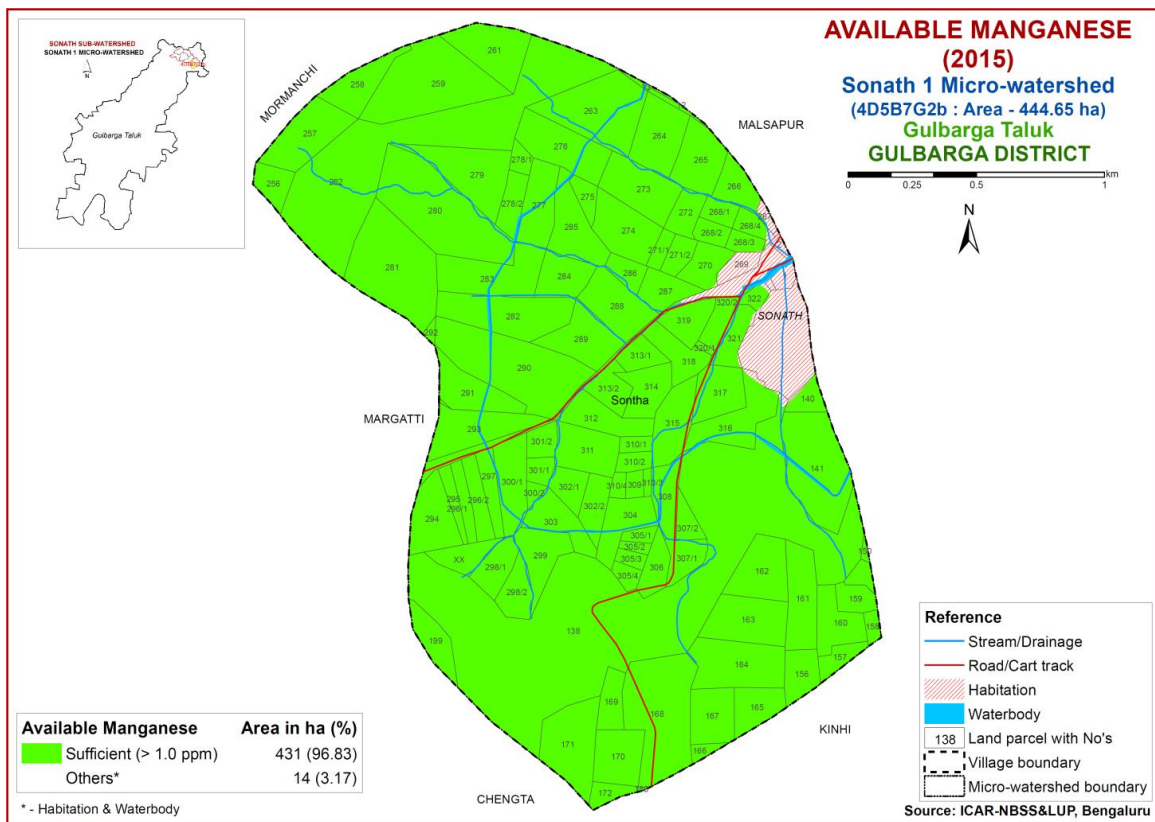 SONATH SUB-WATERSHED
SONATH 1 MICRO-WATERSHED
N
Gulbarga Taluk
AVAILABLE MANGANESE
(2015)
Sonath 1 Micro-watershed
(4D5B7G2b : Area - 444.65 ha)
Gulbarga Taluk
GULBARGA DISTRICT
0 0.25 0.5 1 km
N
MORMANCHI
MALSAPUR
MARGATTI
KINHI
CHENGTA
SONATH
Sontha
261
258 259
263
257
264
276
265
278/1
256 262 279 273 266
275
278/2 277 272 268/1
280 268/4
285 274 268/2
268/3
271/1 271/2
281 270 269
283 284 286
287
288 320/2 322
282 319
292 289 321
320/1
313/1 318
290
313/2 314 317
291 140
312 315 316
293
301/2 311 310/1
310/2 141
301/1
297 300/1 302/1 310/4 309 310/3
295 298/2 300/2 308
296/1 302/2
294 303 304
307/2
305/1
299 305/2
XX 305/3 306 307/1
298/1 305/4 162
298/2 161 159
163 160 158
199 138
157
164 156
169
168 167 165
171 170 166
172
Available Manganese Area in ha (%)
Sufficient (> 1.0 ppm) 431 (96.83)
Others* 14 (3.17)
* - Habitation & Waterbody
Reference
Stream/Drainage
Road/Cart track
Habitation
Waterbody
138 Land parcel with No's
Village boundary
Micro-watershed boundary
Source: ICAR-NBSS&LUP, Bengaluru